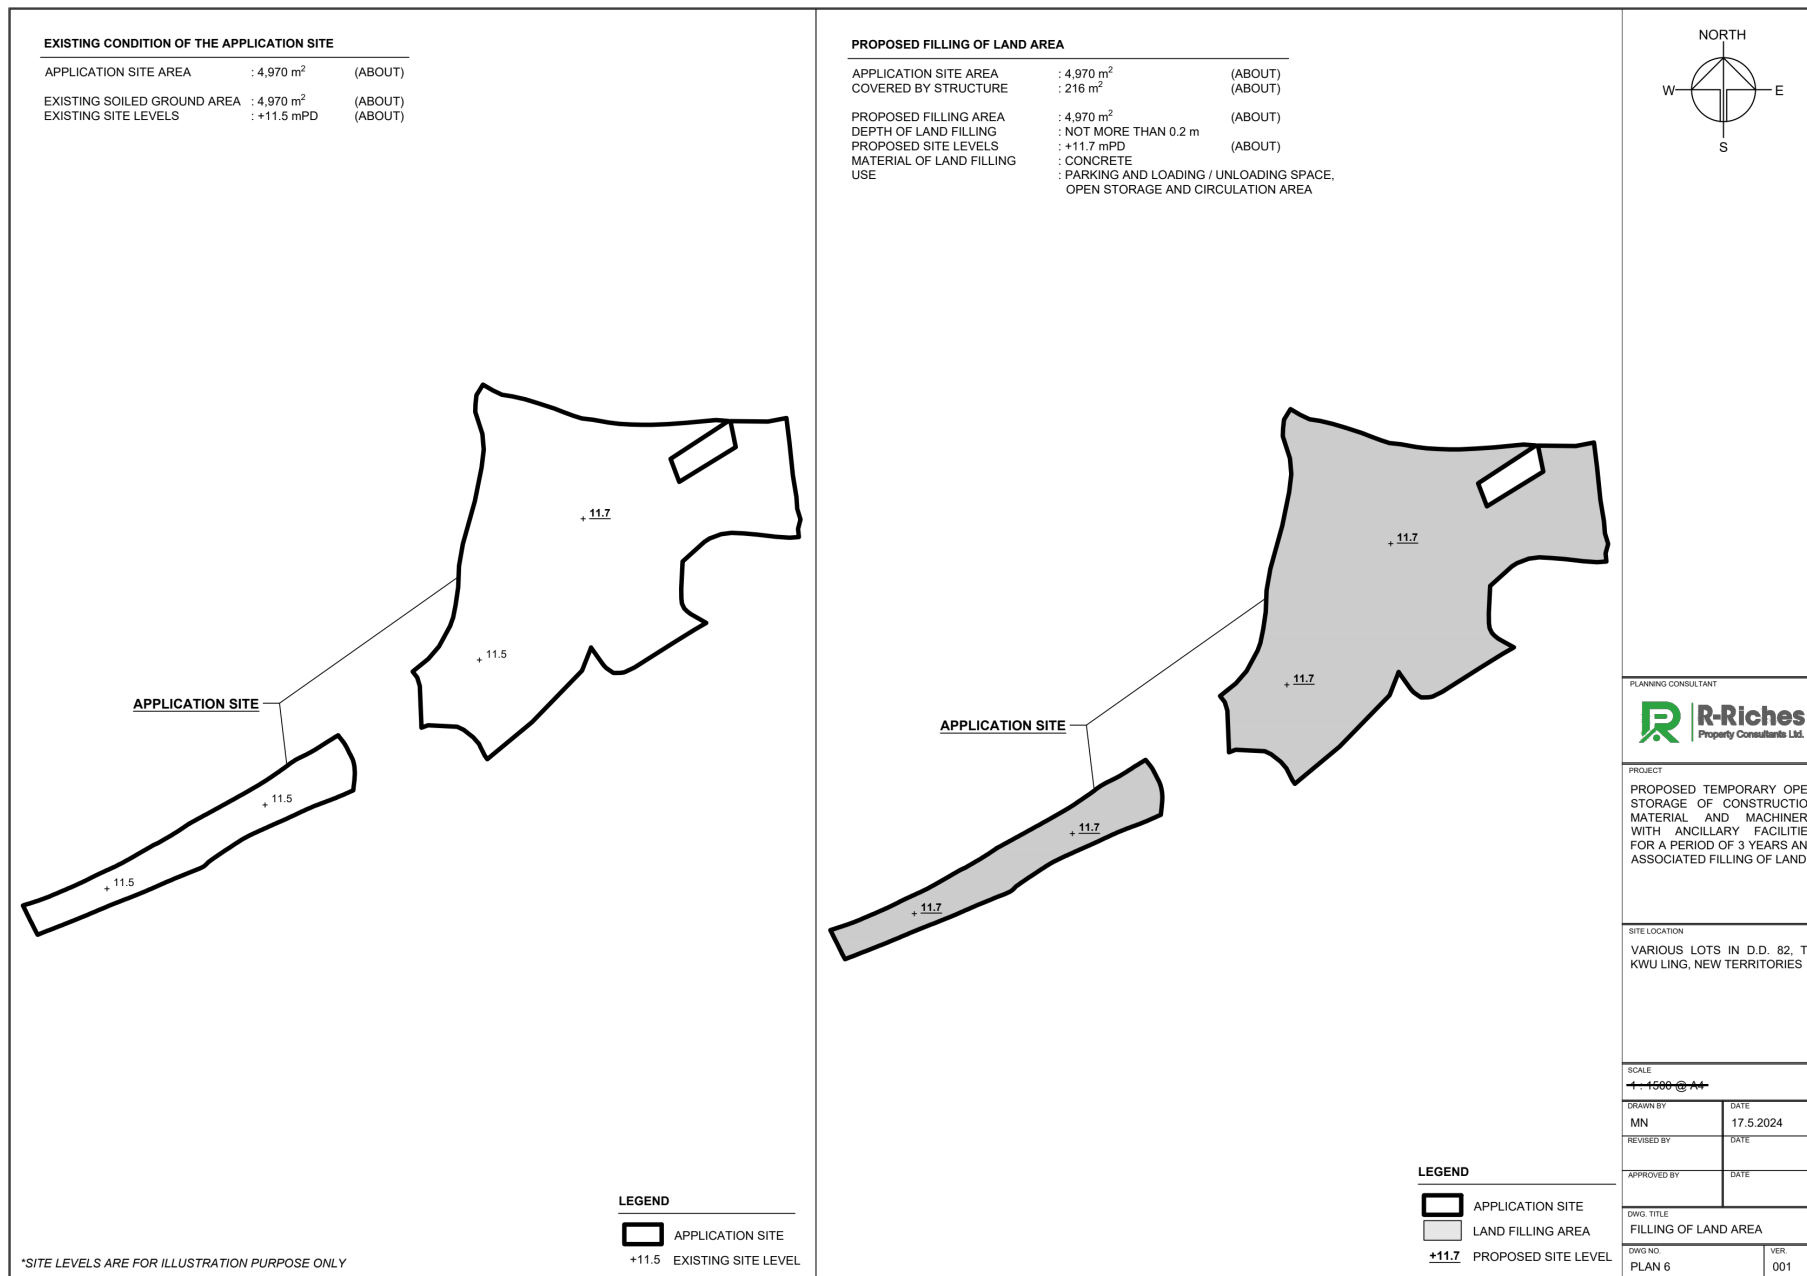 EXISTING CONDITION OF THE APPLICATION SITE
APPLICATION SITE AREA : 4,970 m² (ABOUT)
EXISTING SOILED GROUND AREA : 4,970 m² (ABOUT)
EXISTING SITE LEVELS : +11.5 mPD (ABOUT)
+ 11.7
+ 11.5
APPLICATION SITE
+ 11.5
+ 11.5
LEGEND
APPLICATION SITE
+11.5 EXISTING SITE LEVEL
*SITE LEVELS ARE FOR ILLUSTRATION PURPOSE ONLY
PROPOSED FILLING OF LAND AREA
APPLICATION SITE AREA : 4,970 m² (ABOUT)
COVERED BY STRUCTURE : 216 m² (ABOUT)
PROPOSED FILLING AREA : 4,970 m² (ABOUT)
DEPTH OF LAND FILLING : NOT MORE THAN 0.2 m
PROPOSED SITE LEVELS : +11.7 mPD (ABOUT)
MATERIAL OF LAND FILLING : CONCRETE
USE : PARKING AND LOADING / UNLOADING SPACE,
OPEN STORAGE AND CIRCULATION AREA
+ 11.7
+ 11.7
APPLICATION SITE
+ 11.7
+ 11.7
LEGEND
APPLICATION SITE
LAND FILLING AREA
+11.7 PROPOSED SITE LEVEL
NORTH
W E
S
PLANNING CONSULTANT
R-Riches
Property Consultants Ltd.
PROJECT
PROPOSED TEMPORARY OPE
STORAGE OF CONSTRUCTIO
MATERIAL AND MACHINER
WITH ANCILLARY FACILITIE
FOR A PERIOD OF 3 YEARS AN
ASSOCIATED FILLING OF LAND
SITE LOCATION
VARIOUS LOTS IN D.D. 82, T
KWU LING, NEW TERRITORIES
SCALE
1 : 1500 @ A4
DRAWN BY DATE
MN 17.5.2024
REVISED BY DATE
APPROVED BY DATE
DWG. TITLE
FILLING OF LAND AREA
DWG NO. VER.
PLAN 6 001